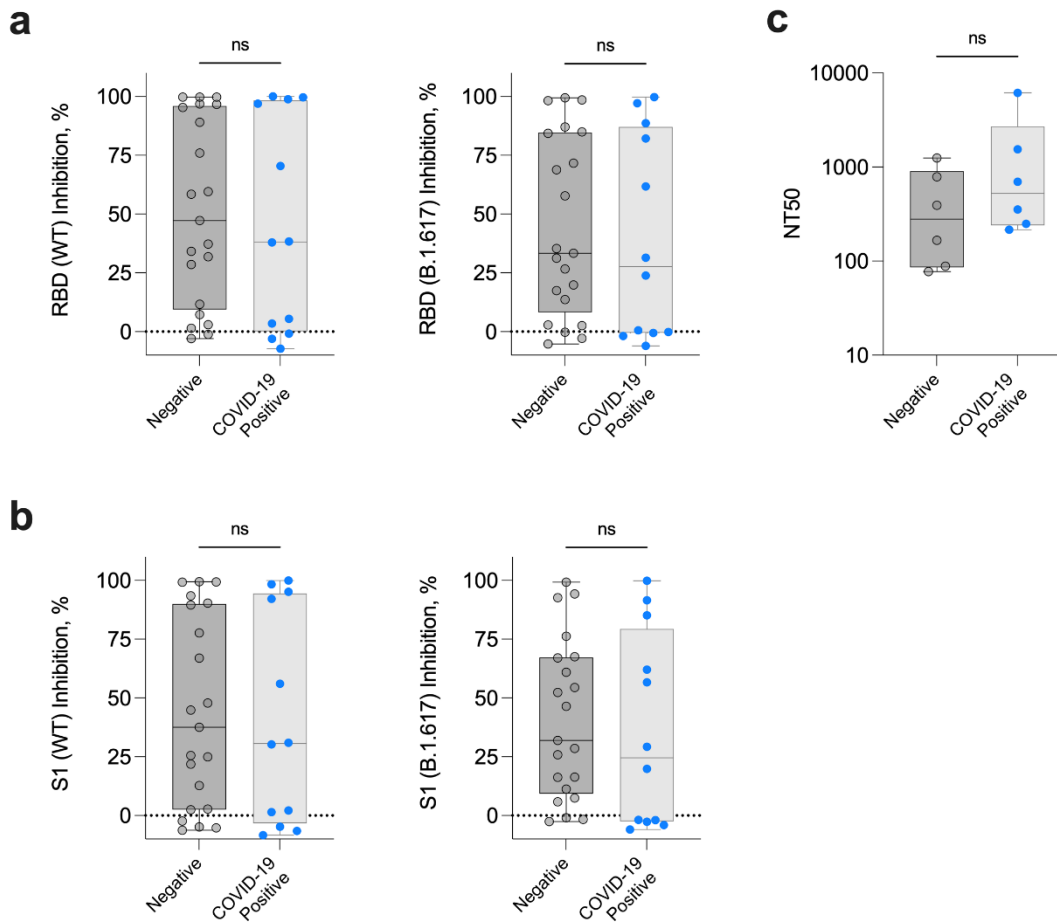 a
ns
RBD (WT) Inhibition, %
100
75
50
25
0
Negative
COVID-19
Positive
ns
RBD (B.1.617) Inhibition, %
100
75
50
25
0
Negative
COVID-19
Positive
c
ns
NT50
10000
1000
100
10
Negative
COVID-19
Positive
b
ns
S1 (WT) Inhibition, %
100
75
50
25
0
Negative
COVID-19
Positive
ns
S1 (B.1.617) Inhibition, %
100
75
50
25
0
Negative
COVID-19
Positive